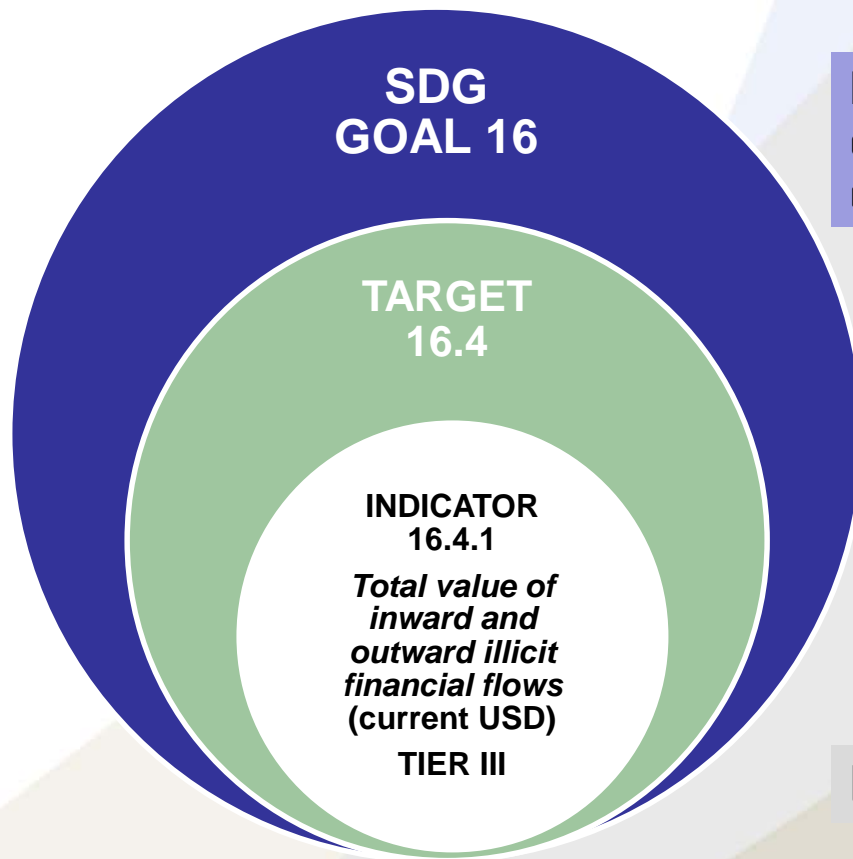 SDG
GOAL 16
TARGET
16.4
INDICATOR
16.4.1
Total value of
inward and
outward illicit
financial flows
(current USD)
TIER III